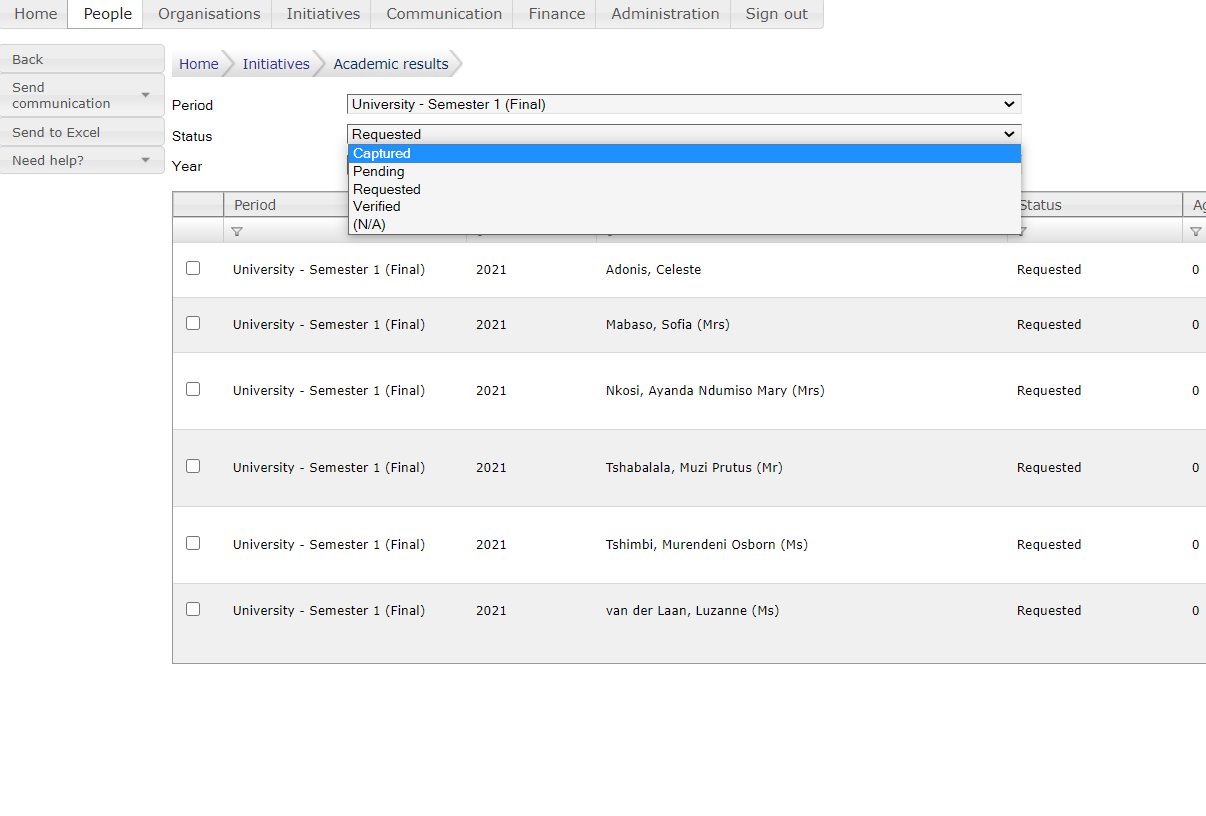 Home People Organisations Initiatives Communication Finance Administration Sign out
Back
Send
communication
Send to Excel
Need help?
Home Initiatives Academic results
Period University - Semester 1 (Final)
Status Requested
Captured
Pending
Requested
Verified
(N/A)
Year
Period Status
University - Semester 1 (Final) 2021 Adonis, Celeste Requested 0
University - Semester 1 (Final) 2021 Mabaso, Sofia (Mrs) Requested 0
University - Semester 1 (Final) 2021 Nkosi, Ayanda Ndumiso Mary (Mrs) Requested 0
University - Semester 1 (Final) 2021 Tshabalala, Muzi Prutus (Mr) Requested 0
University - Semester 1 (Final) 2021 Tshimbi, Murendeni Osborn (Ms) Requested 0
University - Semester 1 (Final) 2021 van der Laan, Luzanne (Ms) Requested 0